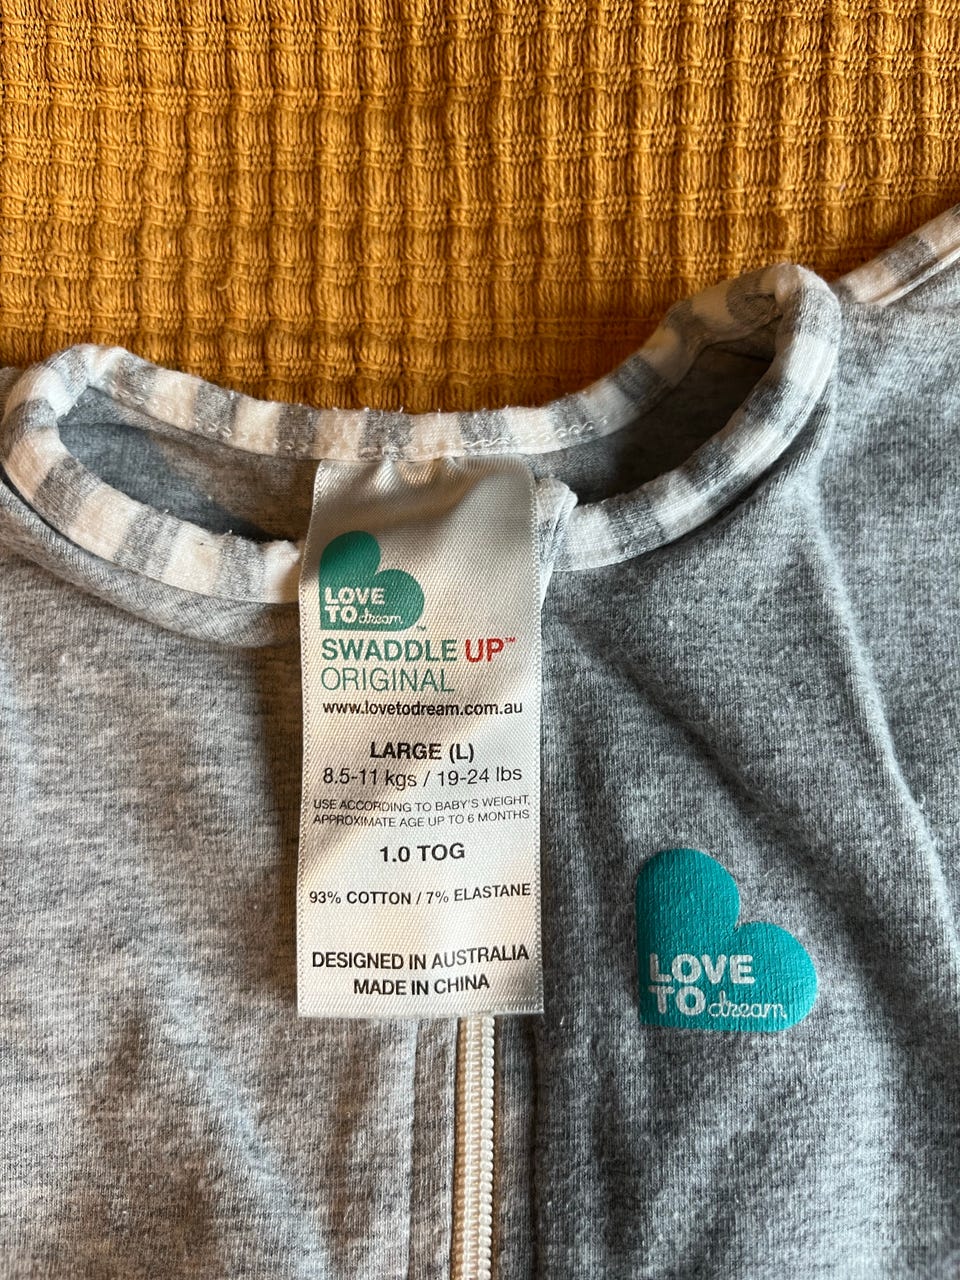 LOVE
TO dream™
SWADDLE UP™
ORIGINAL
www.lovetodream.com.au
LARGE (L)
8.5-11 kgs / 19-24 lbs
USE ACCORDING TO BABY'S WEIGHT,
APPROXIMATE AGE UP TO 6 MONTHS
1.0 TOG
93% COTTON / 7% ELASTANE
DESIGNED IN AUSTRALIA
MADE IN CHINA
LOVE
TO dream